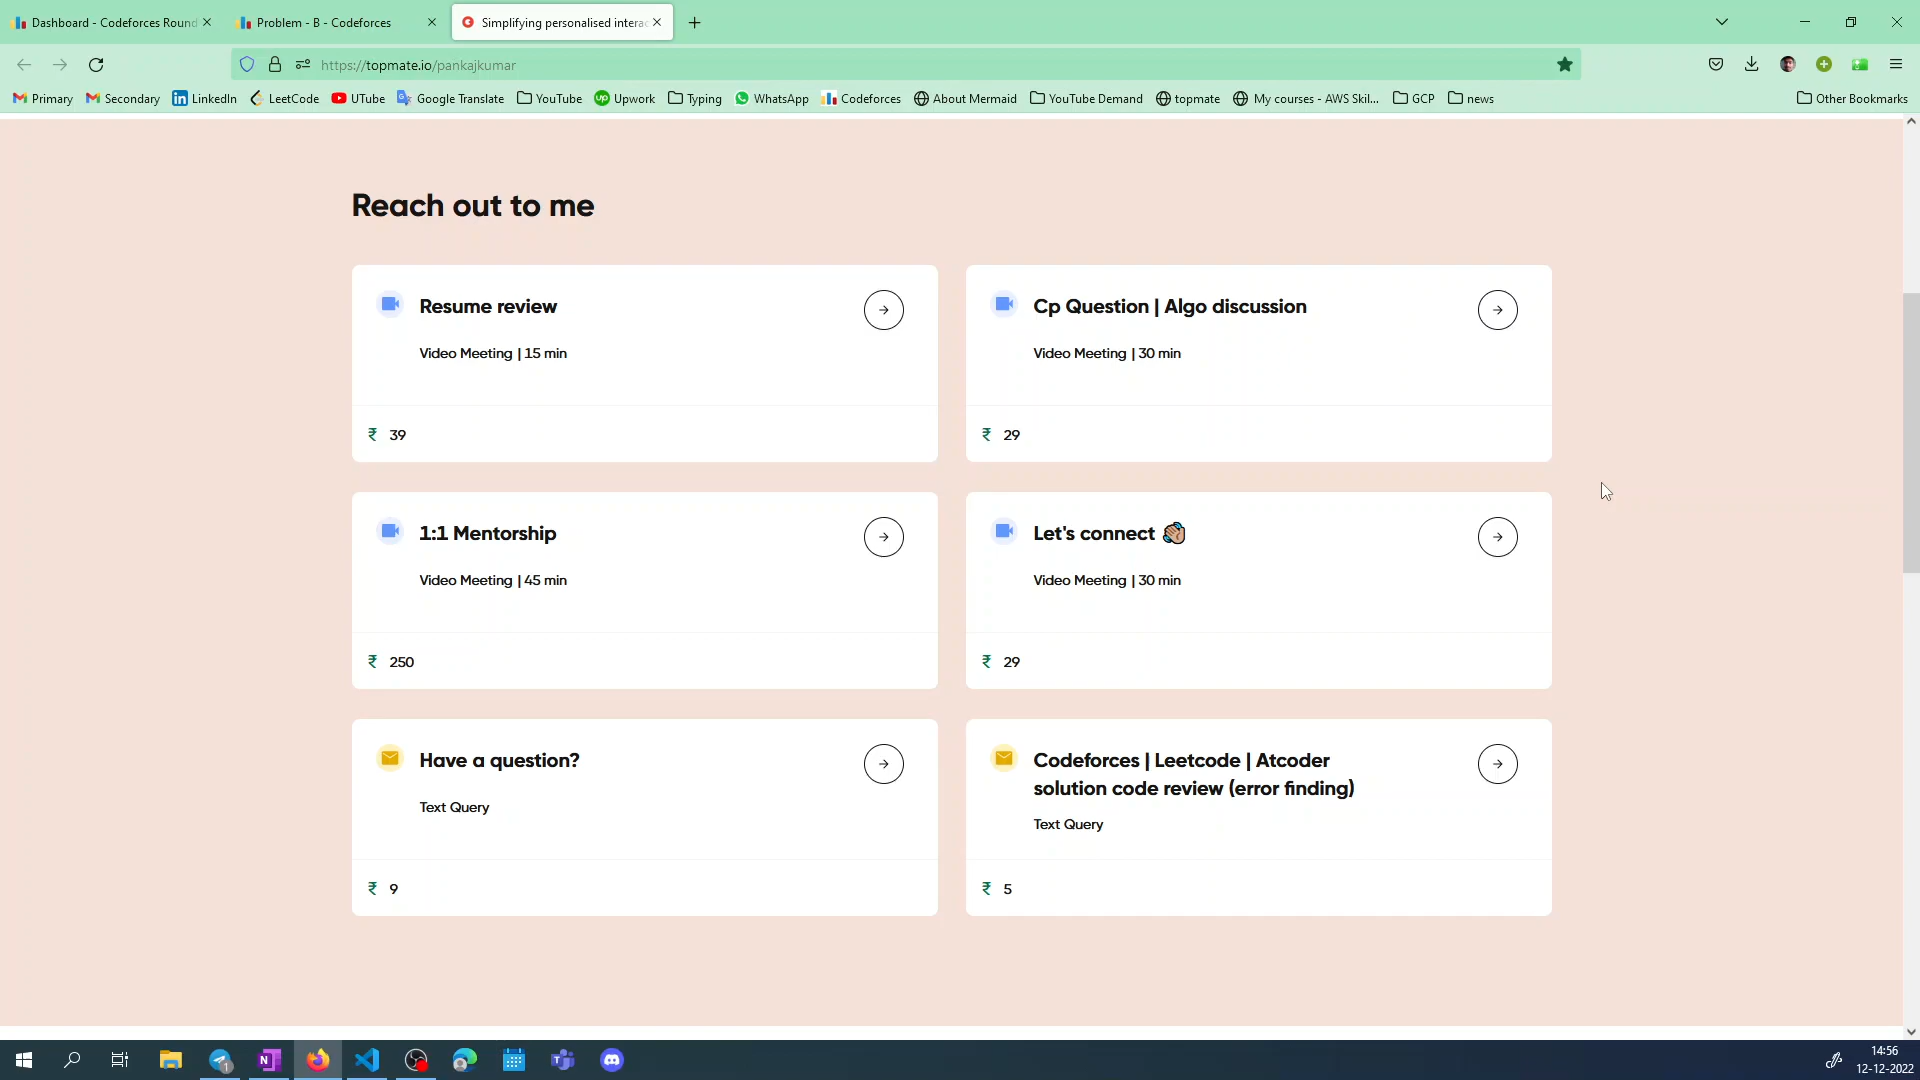 Dashboard - Codeforces Round
Problem - B - Codeforces
Simplifying personalised intera
https://topmate.io/pankajkumar
Primary
Secondary
LinkedIn
LeetCode
UTube
Google Translate
YouTube
Upwork
Typing
WhatsApp
Codeforces
About Mermaid
YouTube Demand
topmate
My courses - AWS Skil...
GCP
news
Other Bookmarks
Reach out to me
Resume review
Video Meeting | 15 min
₹ 39
Cp Question | Algo discussion
Video Meeting | 30 min
₹ 29
1:1 Mentorship
Video Meeting | 45 min
₹ 250
Let's connect 👋🏼
Video Meeting | 30 min
₹ 29
Have a question?
Text Query
₹ 9
Codeforces | Leetcode | Atcoder
solution code review (error finding)
Text Query
₹ 5
14:56
12-12-2022